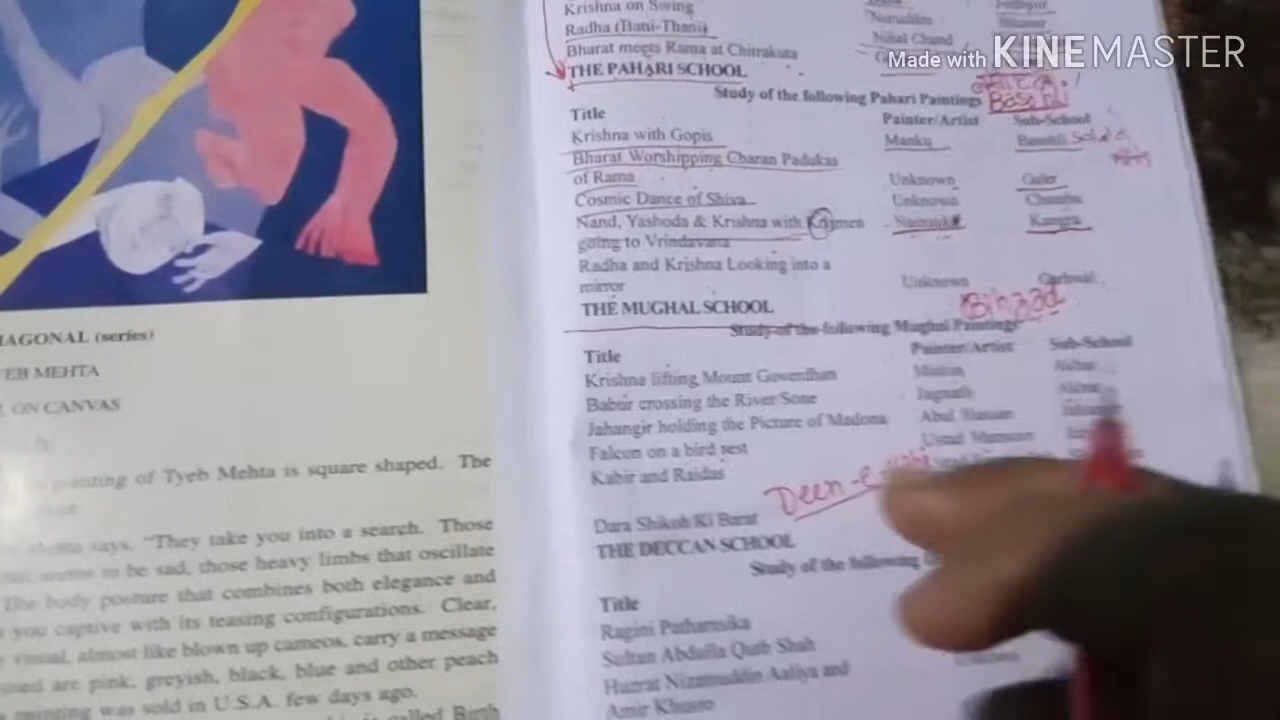 IAGONAL (series)
EB MEHTA
ON CANVAS
painting of Tyeb Mehta is square shaped. The
says. "They take you into a search. Those
to be sad, those heavy limbs that oscillate
The body posture that combines both elegance and
you captive with its teasing configurations. Clear,
visual, almost like blown up cameos, carry a message
used are pink, greyish, black, blue and other peach
painting was sold in U.S.A. few days ago.
called Birth
Made with KINEMASTER
Krishna on Swing Nuruddin
Radha (Bani-Thani) Nihal Chand
Bharat meets Rama at Chitrakuta
THE PAHARI SCHOOL
Study of the following Pahari Paintings
Title Painter/Artist Sub-School
Krishna with Gopis Manku Basohli
Bharat Worshipping Charan Padukas
of Rama Unknown Guler
Cosmic Dance of Shiva Unknown Chamba
Nand, Yashoda & Krishna with Kinsmen Nainsukh Kangra
going to Vrindavana
Radha and Krishna Looking into a
mirror Unknown Garhwal
THE MUGHAL SCHOOL
Study of the following Mughal Paintings
Title Painter/Artist Sub-School
Krishna lifting Mount Goverdhan Akbar
Babur crossing the River Sone Jagnath Akbar
Jahangir holding the Picture of Madona Abul Hassan Jahangir
Falcon on a bird rest Ustad Mansoor
Kabir and Raidas
Deen-e
Dara Shikoh Ki Barat
THE DECCAN SCHOOL
Study of the following
Title
Ragini Pathamsika
Sultan Abdulla Qutb Shah
Hazrat Nizamuddin Auliya and
Amir Khusro